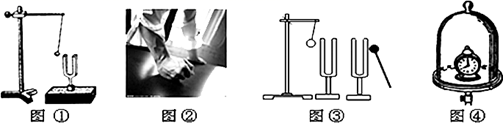 图 ① 图 ② 图 ③ 图 ④